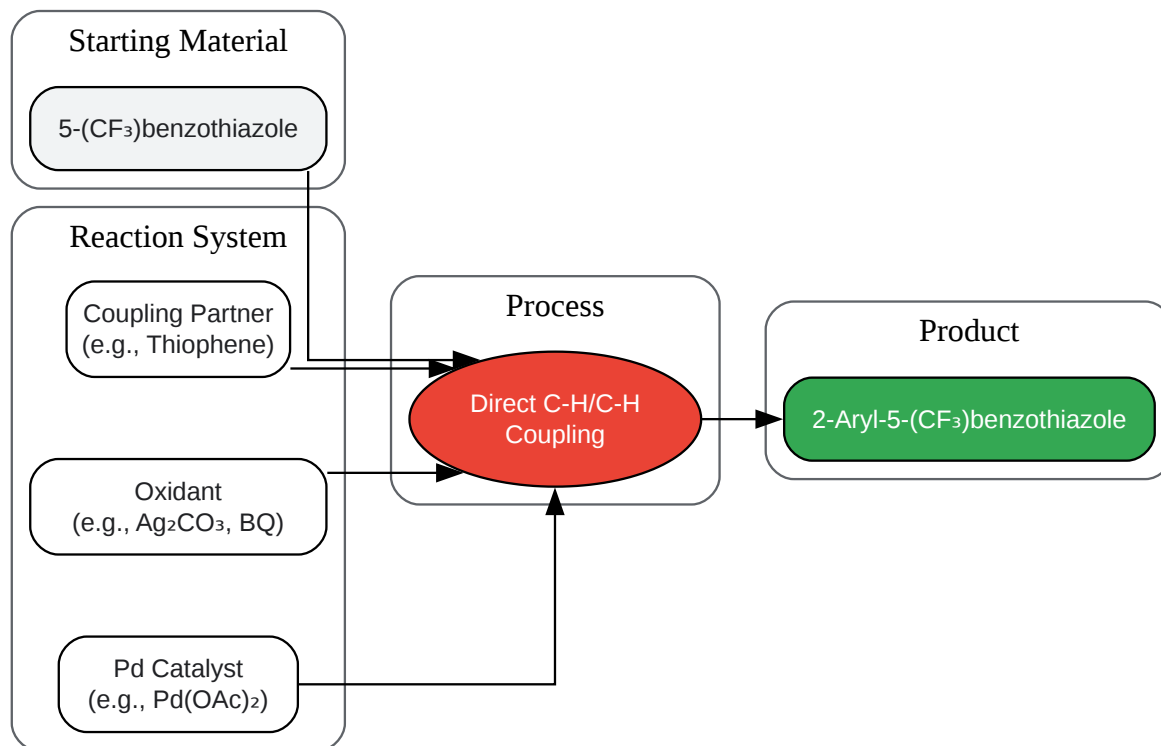 Starting Material
5-(CF₃)benzothiazole
Reaction System
Coupling Partner
(e.g., Thiophene)
Oxidant
(e.g., Ag₂CO₃, BQ)
Pd Catalyst
(e.g., Pd(OAc)₂)
Process
Direct C-H/C-H
Coupling
Product
2-Aryl-5-(CF₃)benzothiazole